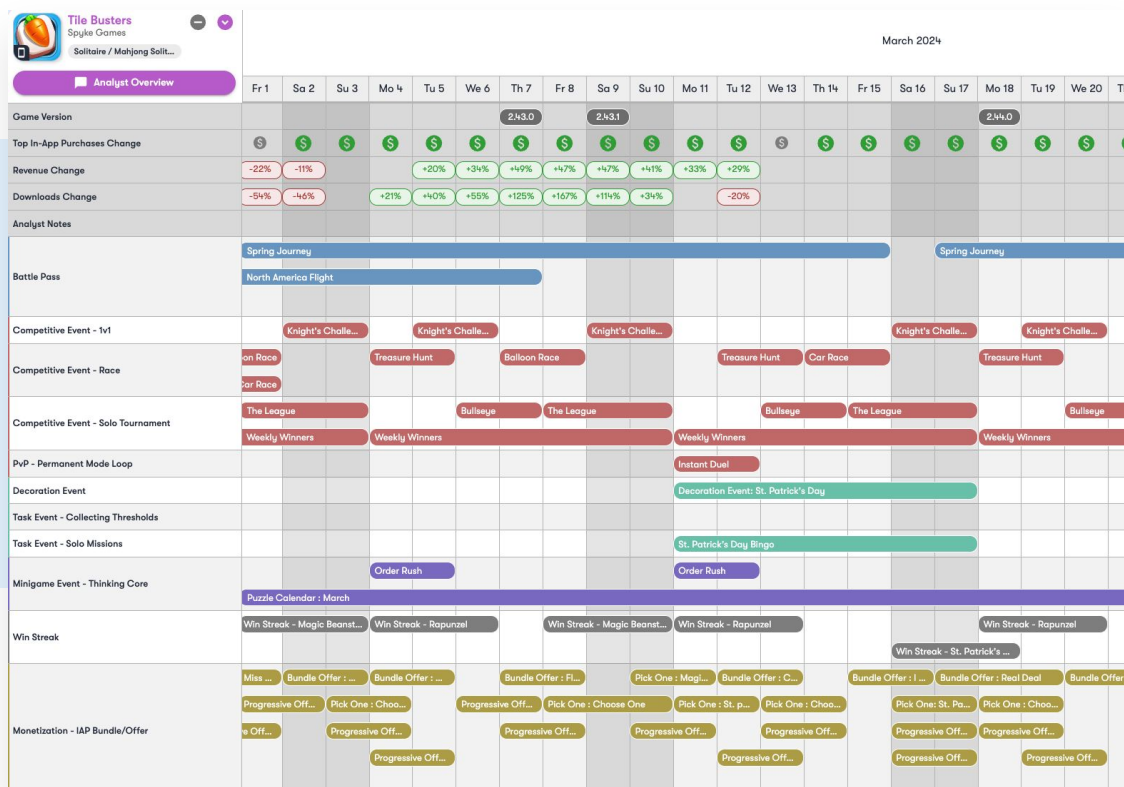 Tile Busters
Spyke Games
Solitaire / Mahjong Solit...
Analyst Overview
March 2024
Fr 1 Sa 2 Su 3 Mo 4 Tu 5 We 6 Th 7 Fr 8 Sa 9 Su 10 Mo 11 Tu 12 We 13 Th 14 Fr 15 Sa 16 Su 17 Mo 18 Tu 19 We 20
Game Version 2.43.0 2.43.1 2.44.0
Top In-App Purchases Change $ $ $ $ $ $ $ $ $ $ $ $ $ $ $ $ $ $ $ $
Revenue Change -22% -11% +20% +34% +49% +47% +47% +41% +33% +29%
Downloads Change -54% -46% +21% +40% +55% +125% +167% +114% +34% -20%
Analyst Notes
Battle Pass
Spring Journey Spring Journey
North America Flight
Competitive Event - 1v1 Knight's Challe... Knight's Challe... Knight's Challe... Knight's Challe... Knight's Challe...
Competitive Event - Race
on Race Treasure Hunt Balloon Race Treasure Hunt Car Race Treasure Hunt
Car Race
Competitive Event - Solo Tournament
The League Bullseye The League Bullseye The League Bullseye
Weekly Winners Weekly Winners Weekly Winners Weekly Winners
PvP - Permanent Mode Loop Instant Duel
Decoration Event Decoration Event: St. Patrick's Day
Task Event - Collecting Thresholds
Task Event - Solo Missions St. Patrick's Day Bingo
Minigame Event - Thinking Core
Order Rush Order Rush
Puzzle Calendar : March
Win Streak
Win Streak - Magic Beanst... Win Streak - Rapunzel Win Streak - Magic Beanst... Win Streak - Rapunzel Win Streak - Rapunzel
Win Streak - St. Patrick's ...
Monetization - IAP Bundle/Offer
Miss ... Bundle Offer : ... Bundle Offer : ... Bundle Offer : Fl... Pick One : Magi... Bundle Offer : C... Bundle Offer : I ... Bundle Offer : Real Deal Bundle Offer
Progressive Off... Pick One : Choo... Progressive Off... Pick One : Choose One Pick One : St. p... Pick One : Choo... Pick One: St. Pa... Pick One : Choo...
e Off... Progressive Off... Progressive Off... Progressive Off... Progressive Off... Progressive Off... Progressive Off...
Progressive Off... Progressive Off... Progressive Off... Progressive Off...